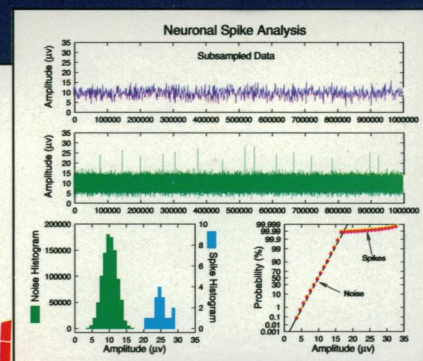 Neuronal Spike Analysis
Amplitude (µv)
35
30
25
20
15
10
5
0
Subsampled Data
0 100000 200000 300000 400000 500000 600000 700000 800000 900000 1000000
Amplitude (µv)
35
30
25
20
15
10
5
0
0 100000 200000 300000 400000 500000 600000 700000 800000 900000 1000000
Noise Histogram
200000
150000
100000
50000
0
10
8
6
4
2
0
Spike Histogram
0 5 10 15 20 25 30 35
Amplitude (µv)
Probability (%)
99.999
99.99
99.9
99
90
70
50
30
10
1
0.1
0.01
0.001
Spikes
Noise
0 5 10 15 20 25 30 35
Amplitude (µv)